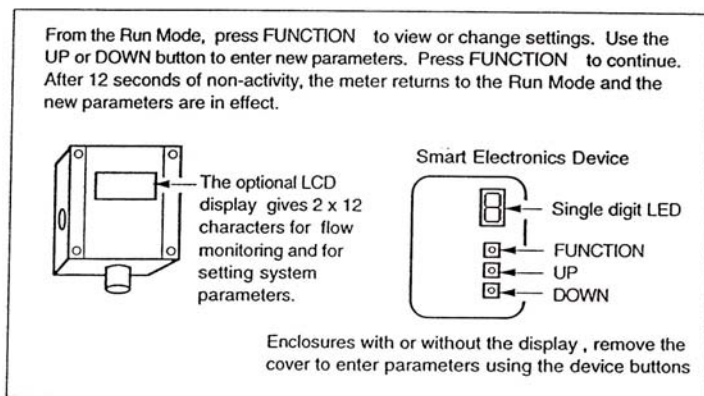 From the Run Mode, press FUNCTION to view or change settings. Use the
UP or DOWN button to enter new parameters. Press FUNCTION to continue.
After 12 seconds of non-activity, the meter returns to the Run Mode and the
new parameters are in effect.
The optional LCD
display gives 2 x 12
characters for flow
monitoring and for
setting system
parameters.
Smart Electronics Device
Single digit LED
FUNCTION
UP
DOWN
Enclosures with or without the display , remove the
cover to enter parameters using the device buttons